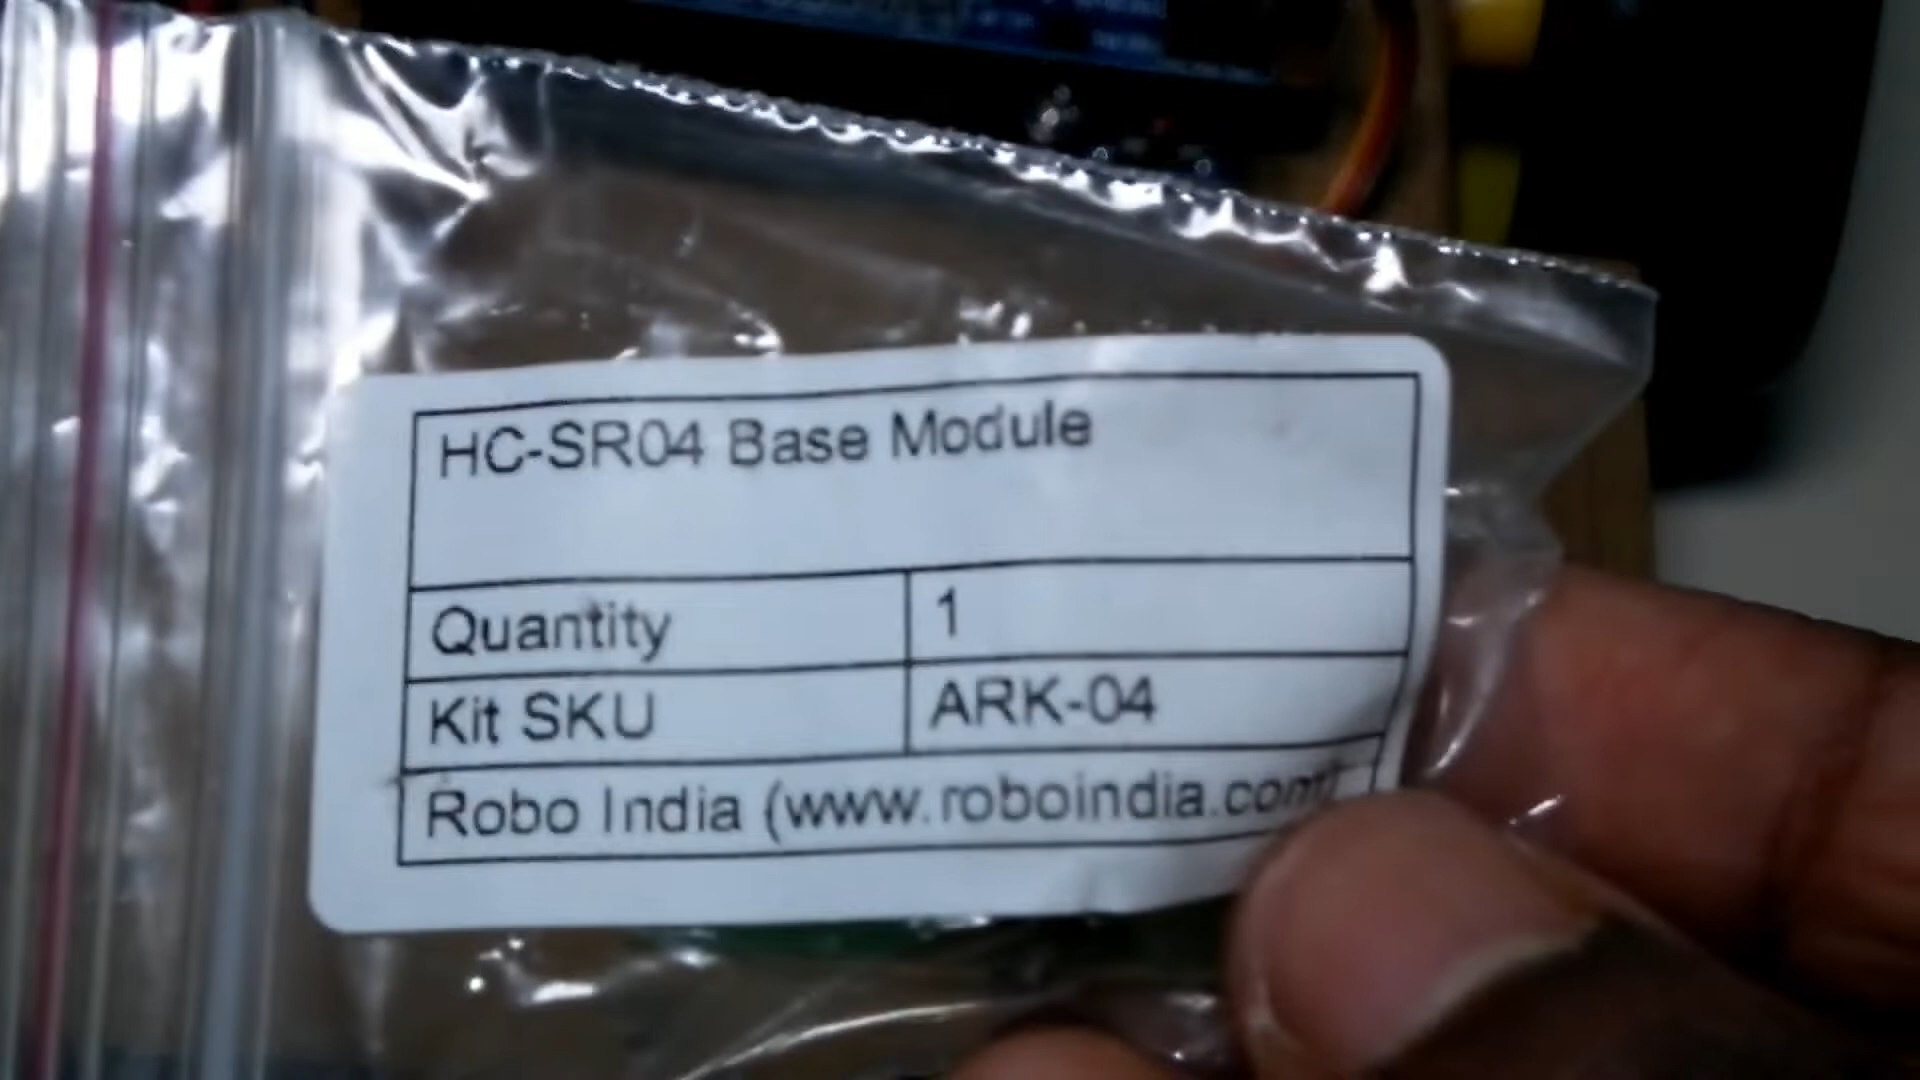 HC-SR04 Base Module
Quantity 1
Kit SKU ARK-04
Robo India (www.roboindia.com)